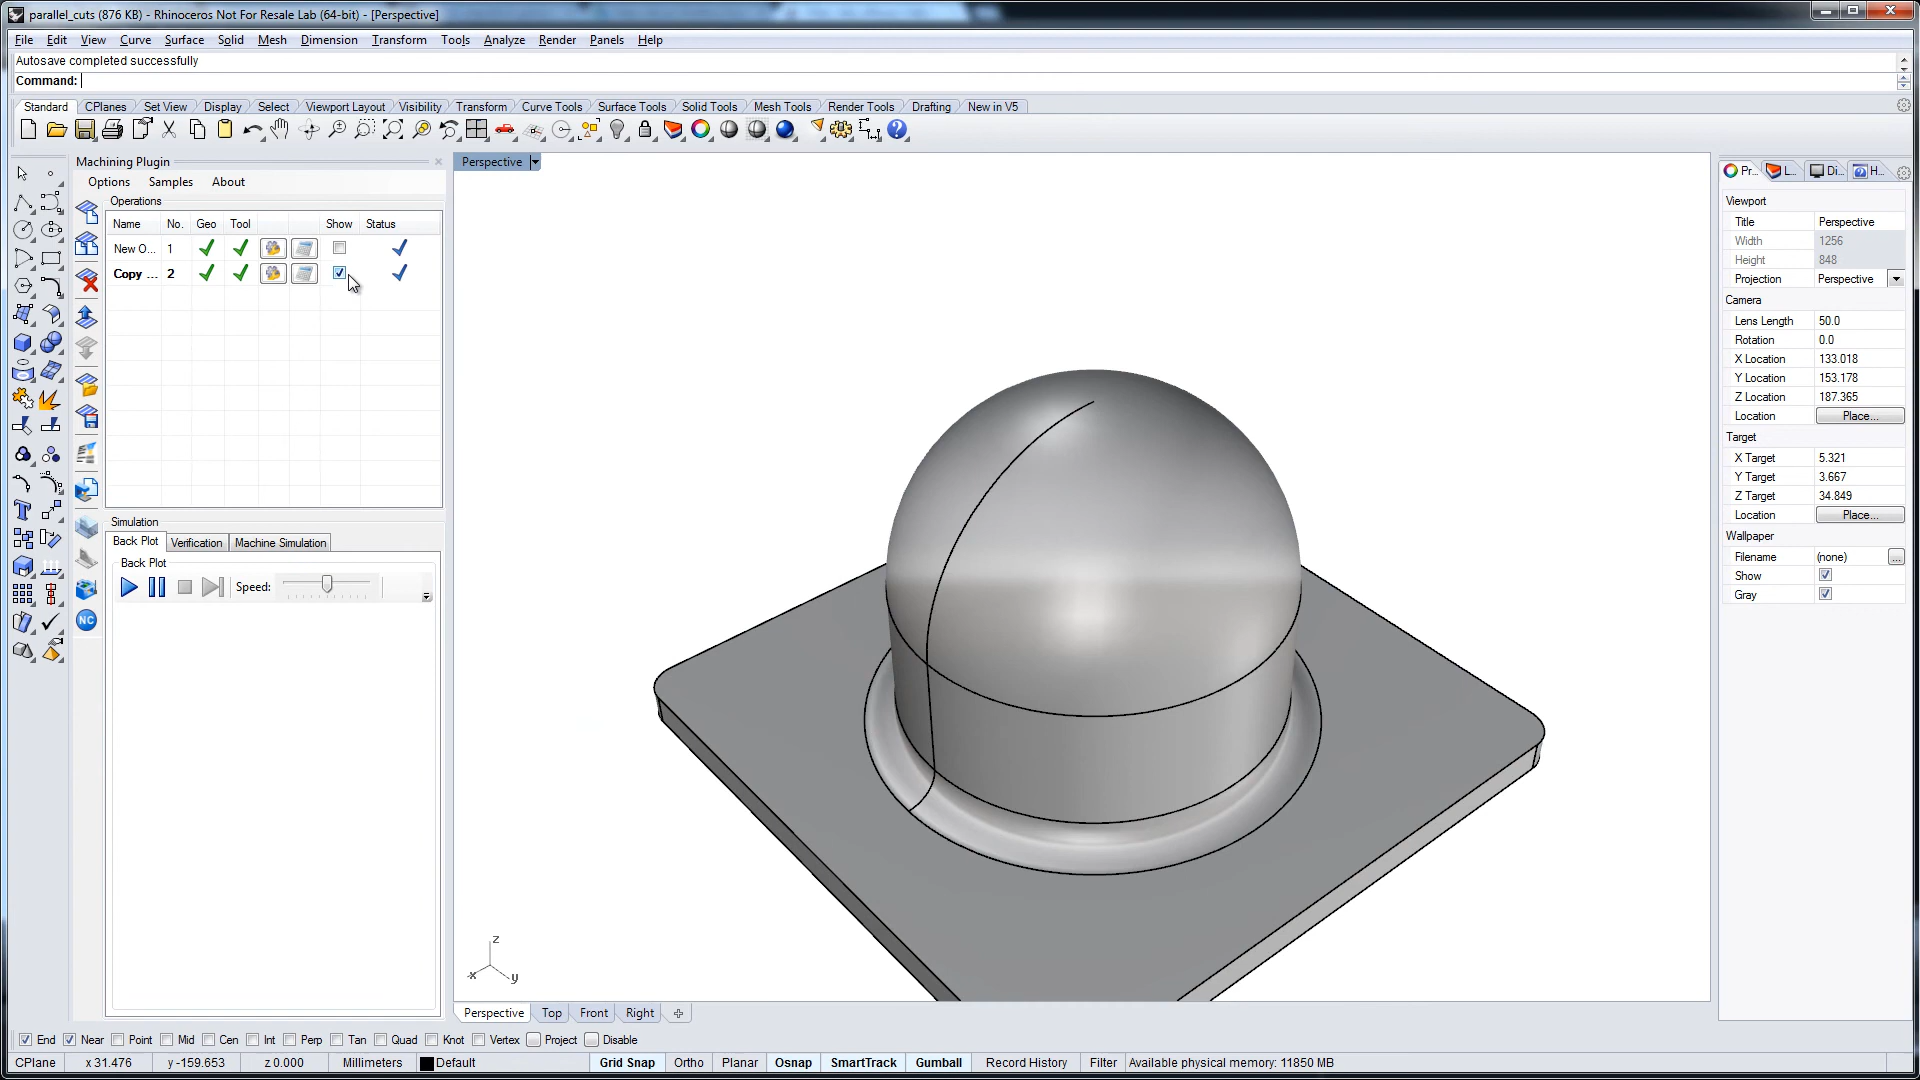 parallel_cuts (876 KB) - Rhinoceros Not For Resale Lab (64-bit) - [Perspective]
File Edit View Curve Surface Solid Mesh Dimension Transform Tools Analyze Render Panels Help
Autosave completed successfully
Command:
Standard CPlanes Set View Display Select Viewport Layout Visibility Transform Curve Tools Surface Tools Solid Tools Mesh Tools Render Tools Drafting New in V5
Machining Plugin
Options Samples About
Operations
Name No. Geo Tool Show Status
New O... 1
Copy ... 2
Simulation
Back Plot Verification Machine Simulation
Back Plot
Speed:
NC
Perspective
z
x
y
Pr... L... Di... H...
Viewport
Title Perspective
Width 1256
Height 848
Projection Perspective
Camera
Lens Length 50.0
Rotation 0.0
X Location 133.018
Y Location 153.178
Z Location 187.365
Location Place...
Target
X Target 5.321
Y Target 3.667
Z Target 34.849
Location Place...
Wallpaper
Filename (none) ...
Show
Gray
Perspective Top Front Right
End Near Point Mid Cen Int Perp Tan Quad Knot Vertex Project Disable
CPlane x 31.476 y -159.653 z 0.000 Millimeters Default Grid Snap Ortho Planar Osnap SmartTrack Gumball Record History Filter Available physical memory: 11850 MB